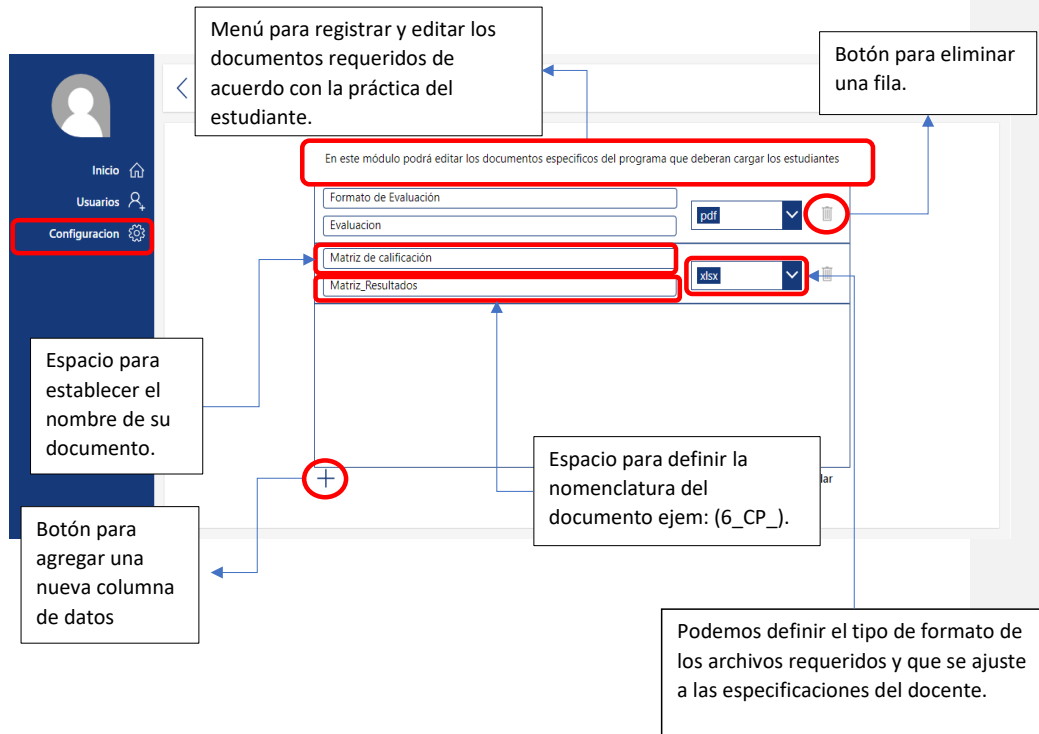 Menú para registrar y editar los
documentos requeridos de
acuerdo con la práctica del
estudiante.
Botón para eliminar
una fila.
Inicio
Usuarios
Configuracion
En este módulo podrá editar los documentos especificos del programa que deberan cargar los estudiantes
Formato de Evaluación
Evaluacion
pdf
Matriz de calificación
Matriz_Resultados
xlsx
Espacio para
establecer el
nombre de su
documento.
Espacio para definir la
nomenclatura del
documento ejem: (6_CP_).
Botón para
agregar una
nueva columna
de datos
Podemos definir el tipo de formato de
los archivos requeridos y que se ajuste
a las especificaciones del docente.